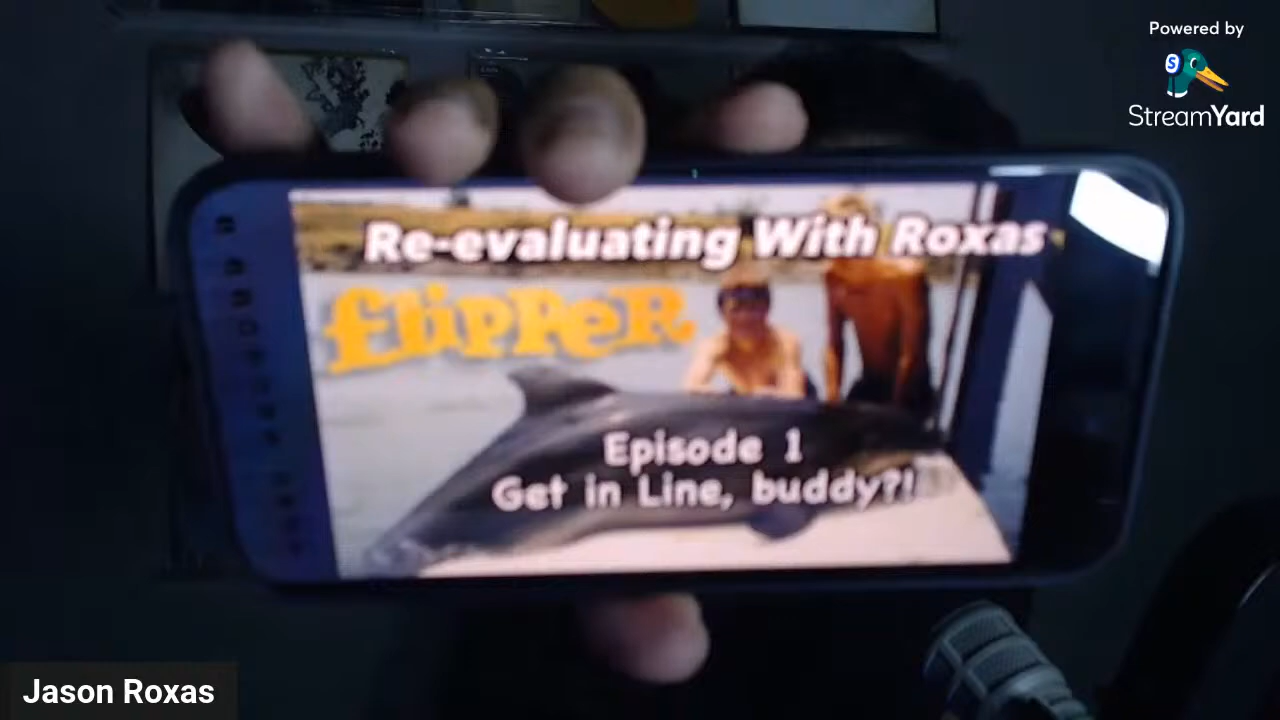 Powered by
S
StreamYard
Re-evaluating With Roxas
flipper
Episode 1
Get in Line, buddy?!
Jason Roxas